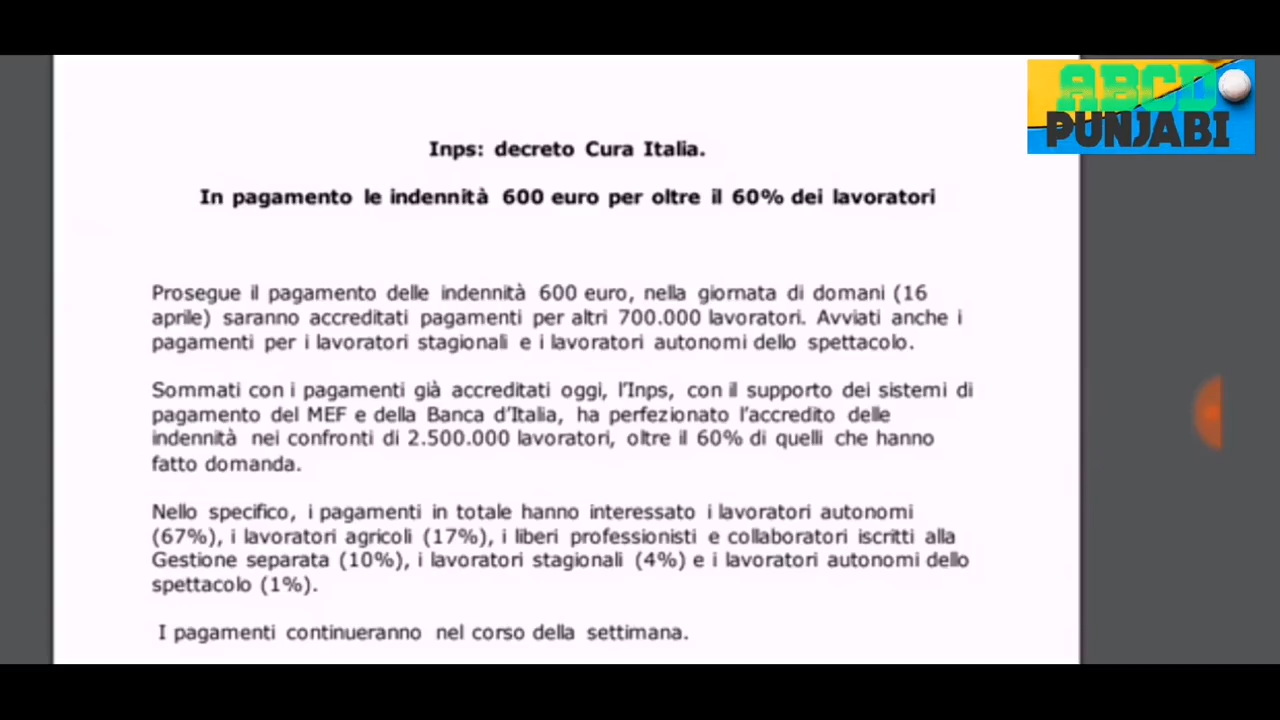 ABCD
PUNJABI
Inps: decreto Cura Italia.
In pagamento le indennità 600 euro per oltre il 60% dei lavoratori
Prosegue il pagamento delle indennità 600 euro, nella giornata di domani (16
aprile) saranno accreditati pagamenti per altri 700.000 lavoratori. Avviati anche i
pagamenti per i lavoratori stagionali e i lavoratori autonomi dello spettacolo.
Sommati con i pagamenti già accreditati oggi, l'Inps, con il supporto dei sistemi di
pagamento del MEF e della Banca d'Italia, ha perfezionato l'accredito delle
indennità nei confronti di 2.500.000 lavoratori, oltre il 60% di quelli che hanno
fatto domanda.
Nello specifico, i pagamenti in totale hanno interessato i lavoratori autonomi
(67%), i lavoratori agricoli (17%), i liberi professionisti e collaboratori iscritti alla
Gestione separata (10%), i lavoratori stagionali (4%) e i lavoratori autonomi dello
spettacolo (1%).
I pagamenti continueranno nel corso della settimana.